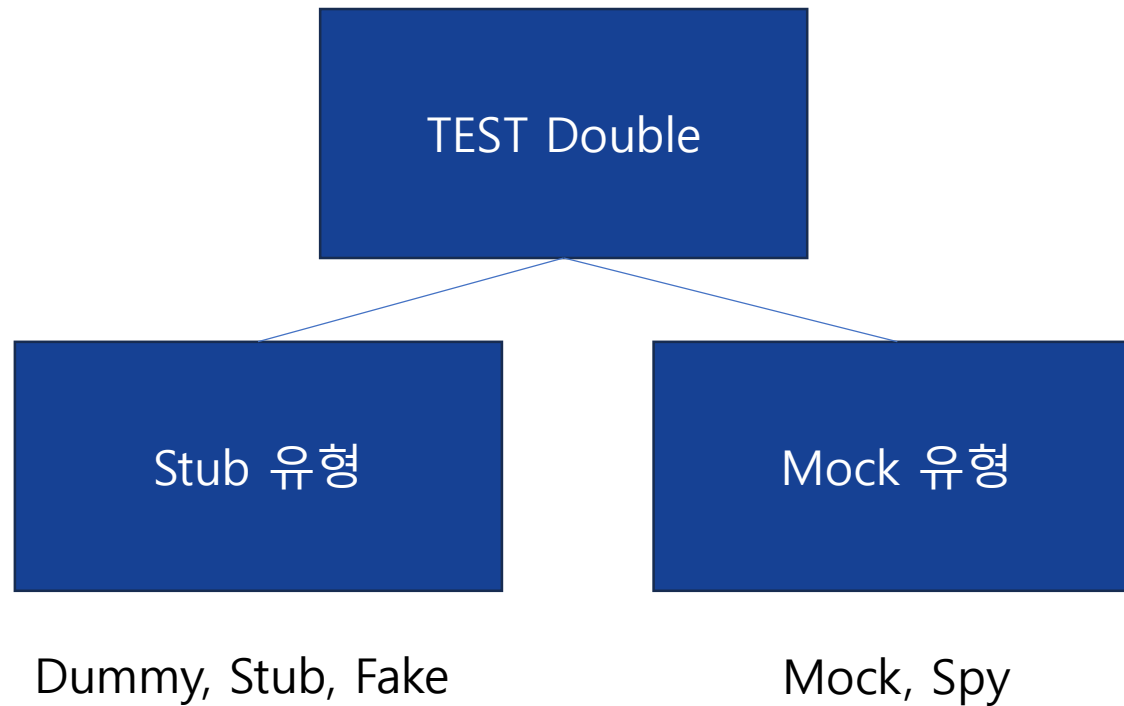 TEST Double
Stub 유형
Mock 유형
Dummy, Stub, Fake
Mock, Spy